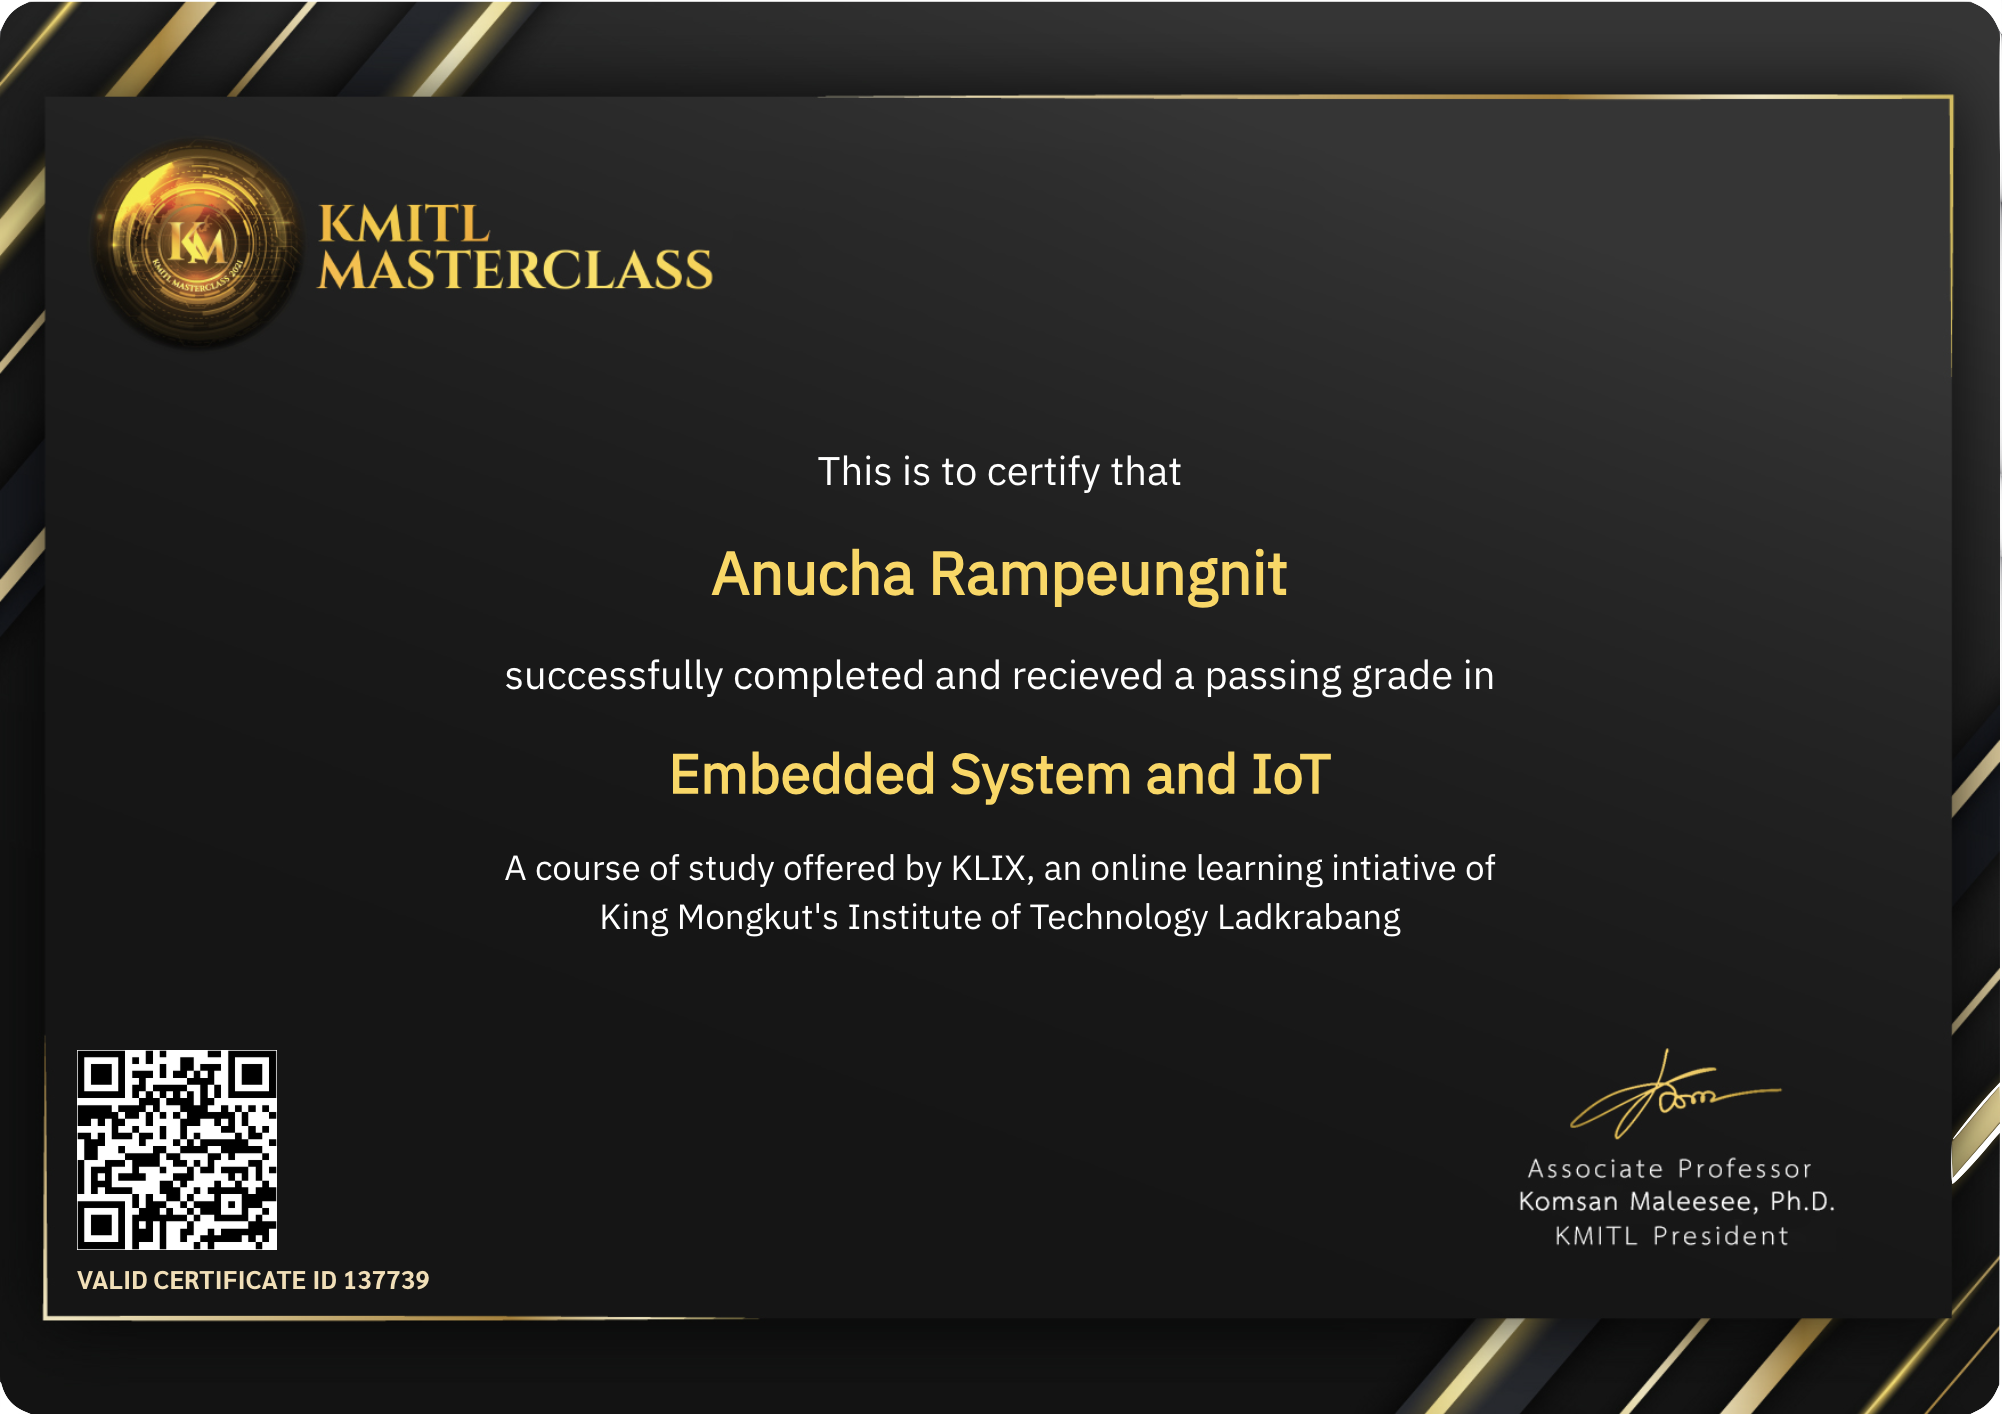 KM
KMITL MASTERCLASS 2021
KMITL
MASTERCLASS
This is to certify that
Anucha Rampeungnit
successfully completed and recieved a passing grade in
Embedded System and IoT
A course of study offered by KLIX, an online learning intiative of
King Mongkut's Institute of Technology Ladkrabang
Associate Professor
Komsan Maleesee, Ph.D.
KMITL President
VALID CERTIFICATE ID 137739